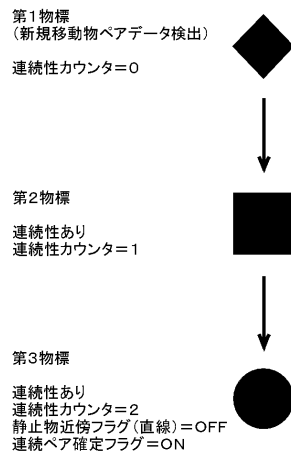 第１物標
（新規移動物ペアデータ検出）
連続性カウンタ＝０
第２物標
連続性あり
連続性カウンタ＝１
第３物標
連続性あり
連続性カウンタ＝２
静止物近傍フラグ（直線）＝ＯＦＦ
連続ペア確定フラグ＝ＯＮ